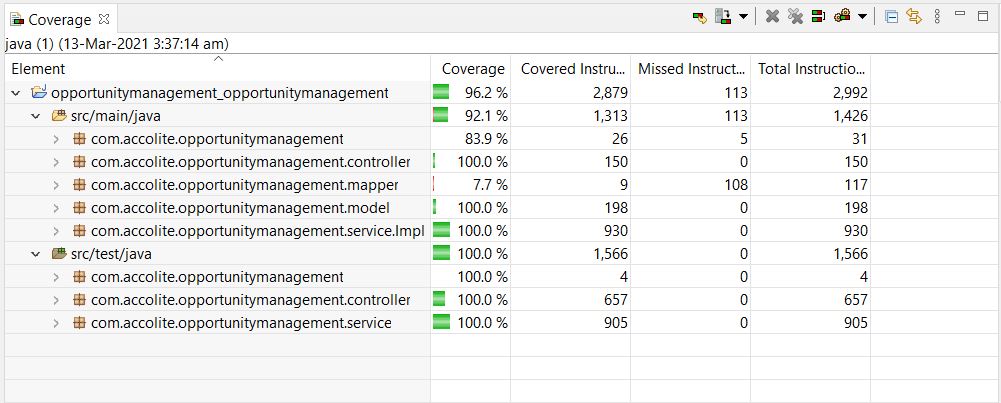 Coverage
java (1) (13-Mar-2021 3:37:14 am)
Element Coverage Covered Instru... Missed Instruct... Total Instructio...
opportunitymanagement_opportunitymanagement 96.2 % 2,879 113 2,992
src/main/java 92.1 % 1,313 113 1,426
com.accolite.opportunitymanagement 83.9 % 26 5 31
com.accolite.opportunitymanagement.controller 100.0 % 150 0 150
com.accolite.opportunitymanagement.mapper 7.7 % 9 108 117
com.accolite.opportunitymanagement.model 100.0 % 198 0 198
com.accolite.opportunitymanagement.service.Impl 100.0 % 930 0 930
src/test/java 100.0 % 1,566 0 1,566
com.accolite.opportunitymanagement 100.0 % 4 0 4
com.accolite.opportunitymanagement.controller 100.0 % 657 0 657
com.accolite.opportunitymanagement.service 100.0 % 905 0 905